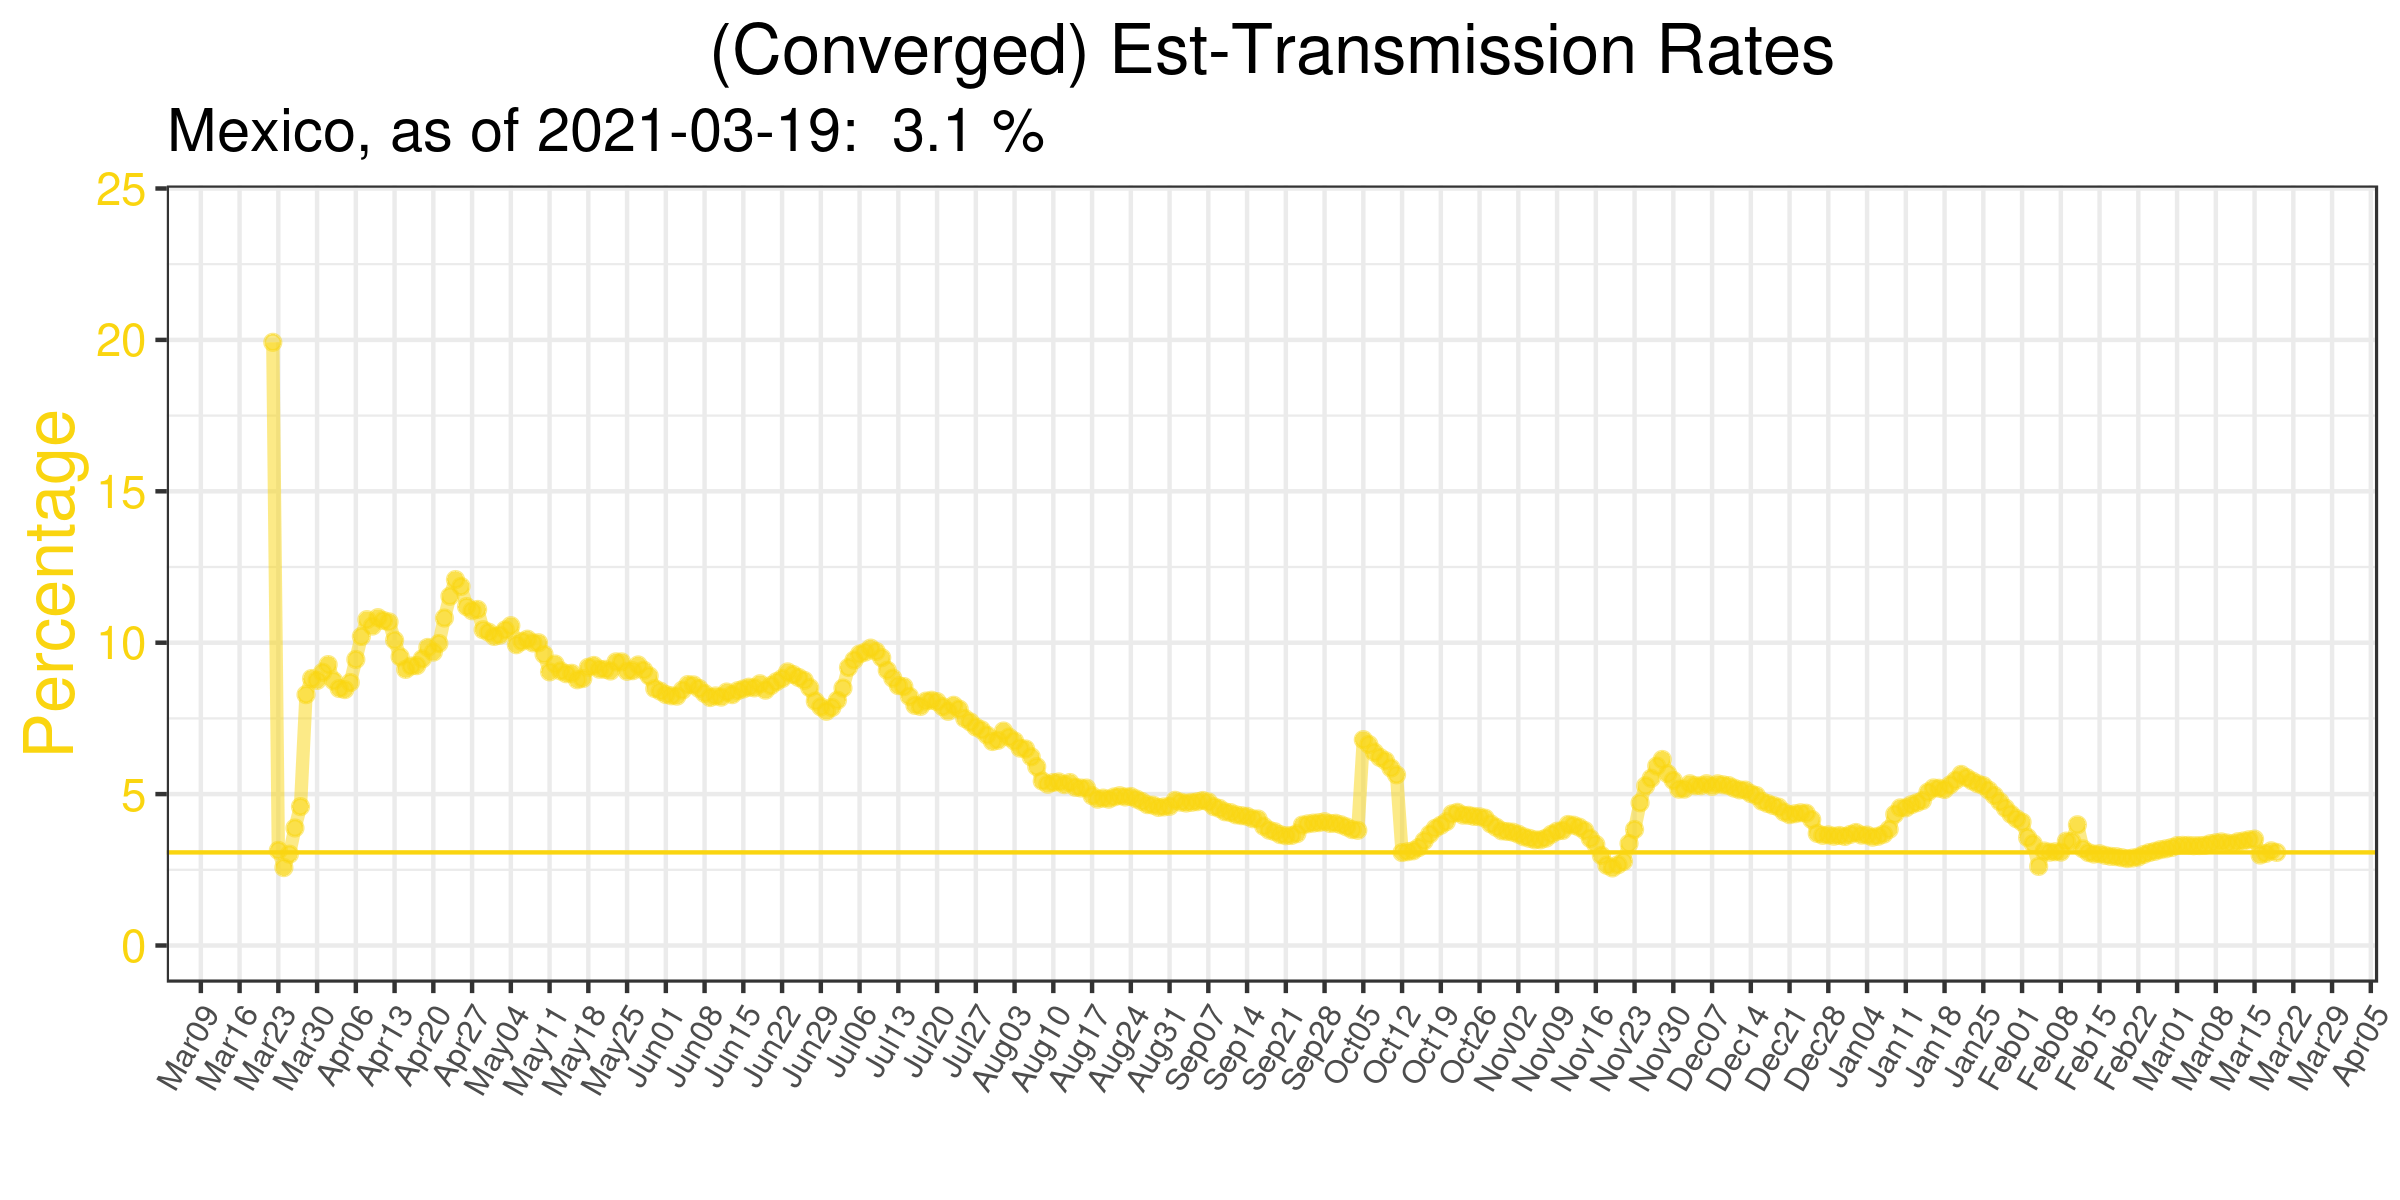 (Converged) Est-Transmission Rates
Mexico, as of 2021-03-19:  3.1 %
Percentage
25
20
15
10
5
0
Mar09
Mar16
Mar23
Mar30
Apr06
Apr13
Apr20
Apr27
May04
May11
May18
May25
Jun01
Jun08
Jun15
Jun22
Jun29
Jul06
Jul13
Jul20
Jul27
Aug03
Aug10
Aug17
Aug24
Aug31
Sep07
Sep14
Sep21
Sep28
Oct05
Oct12
Oct19
Oct26
Nov02
Nov09
Nov16
Nov23
Nov30
Dec07
Dec14
Dec21
Dec28
Jan04
Jan11
Jan18
Jan25
Feb01
Feb08
Feb15
Feb22
Mar01
Mar08
Mar15
Mar22
Mar29
Apr05